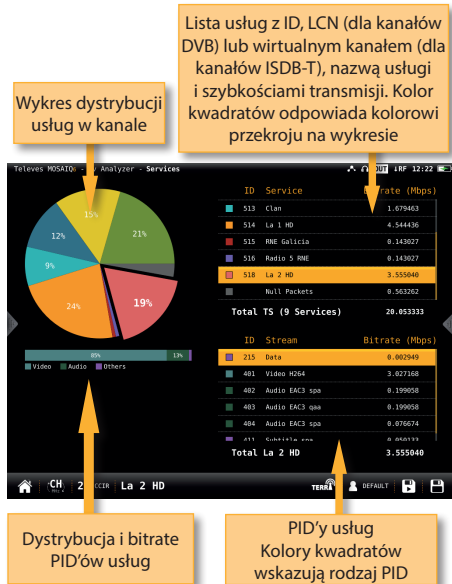 Lista usług z ID, LCN (dla kanałów
DVB) lub wirtualnym kanałem (dla
kanałów ISDB-T), nazwą usługi
i szybkościami transmisji. Kolor
kwadratów odpowiada kolorowi
przekroju na wykresie
Wykres dystrybucji
usług w kanale
Televes MOSAIQ6 - Analyzer - Services
OUT ↓RF 12:22
ID Service (Mbps)
513 Clan 1.679463
514 La 1 HD 4.544436
515 RNE Galicia 0.143027
516 Radio 5 RNE 0.143027
518 La 2 HD 3.555040
Null Packets 0.563262
Total TS (9 Services) 20.053333
15%
21%
12%
9%
24%
19%
85% 13%
Video Audio Others
ID Stream Bitrate (Mbps)
215 Data 0.002949
401 Video H264 3.027168
402 Audio EAC3 spa 0.199058
403 Audio EAC3 qaa 0.199058
404 Audio EAC3 spa 0.076674
411 Subtitle spa 0.050133
Total La 2 HD 3.555040
CH CCIR La 2 HD TERR DEFAULT
Dystrybucja i bitrate
PID'ów usług
PID'y usług
Kolory kwadratów
wskazują rodzaj PID